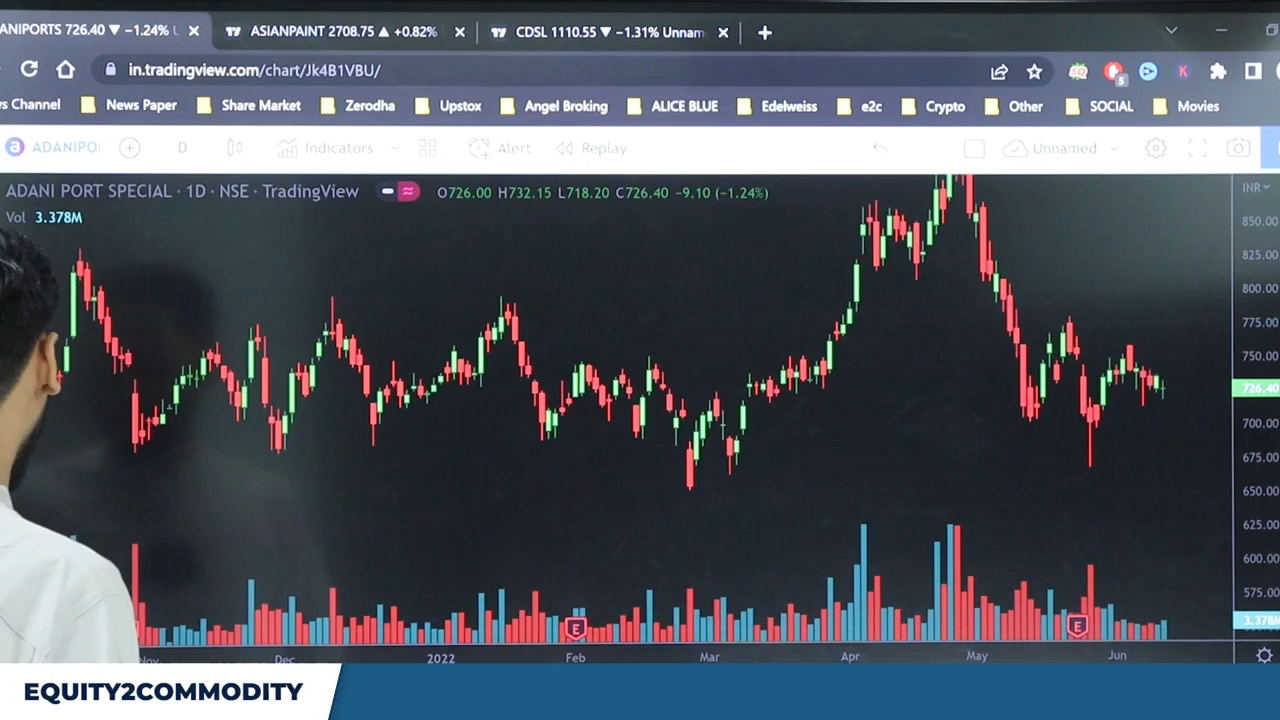 ANIPORTS 726.40 ▼ −1.24% ASIANPAINT 2708.75 ▲ +0.82% CDSL 1110.55 ▼ −1.31% Unnam
in.tradingview.com/chart/Jk4B1VBU/
s Channel News Paper Share Market Zerodha Upstox Angel Broking ALICE BLUE Edelweiss e2c Crypto Other SOCIAL Movies
ADANIPO D Indicators Alert Replay Unnamed
ADANI PORT SPECIAL · 1D · NSE · TradingView O726.00 H732.15 L718.20 C726.40 −9.10 (−1.24%)
INR
Vol 3.378M
850.00
825.00
800.00
775.00
750.00
726.40
700.00
675.00
650.00
625.00
600.00
575.00
3.378M
E E
Nov Dec 2022 Feb Mar Apr May Jun
EQUITY2COMMODITY